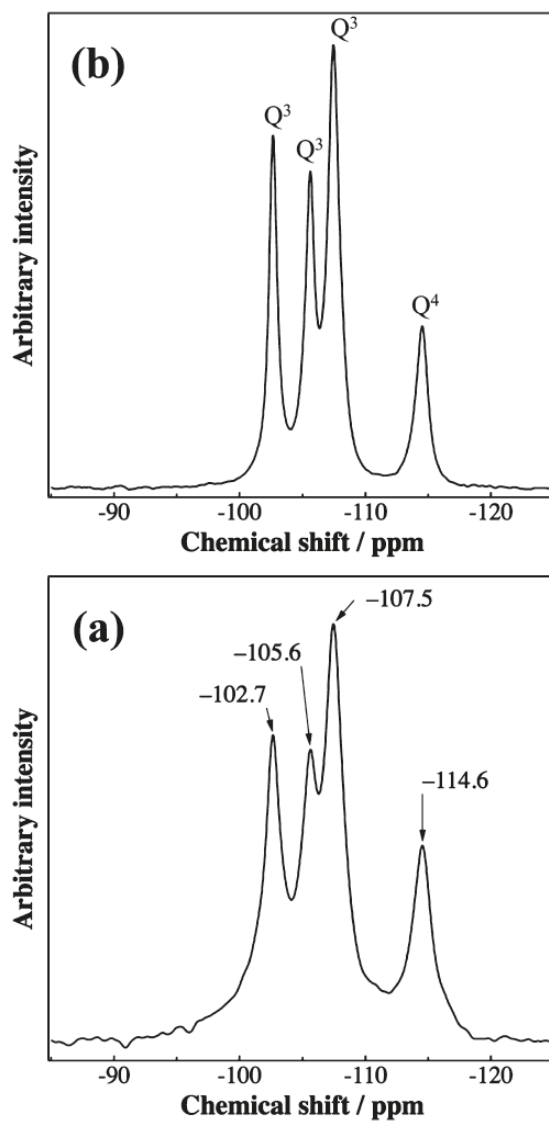 (b)
Q³
Q³
Q³
Q⁴
Arbitrary intensity
-90
-100
-110
-120
Chemical shift / ppm
(a)
–107.5
–105.6
–102.7
–114.6
Arbitrary intensity
-90
-100
-110
-120
Chemical shift / ppm